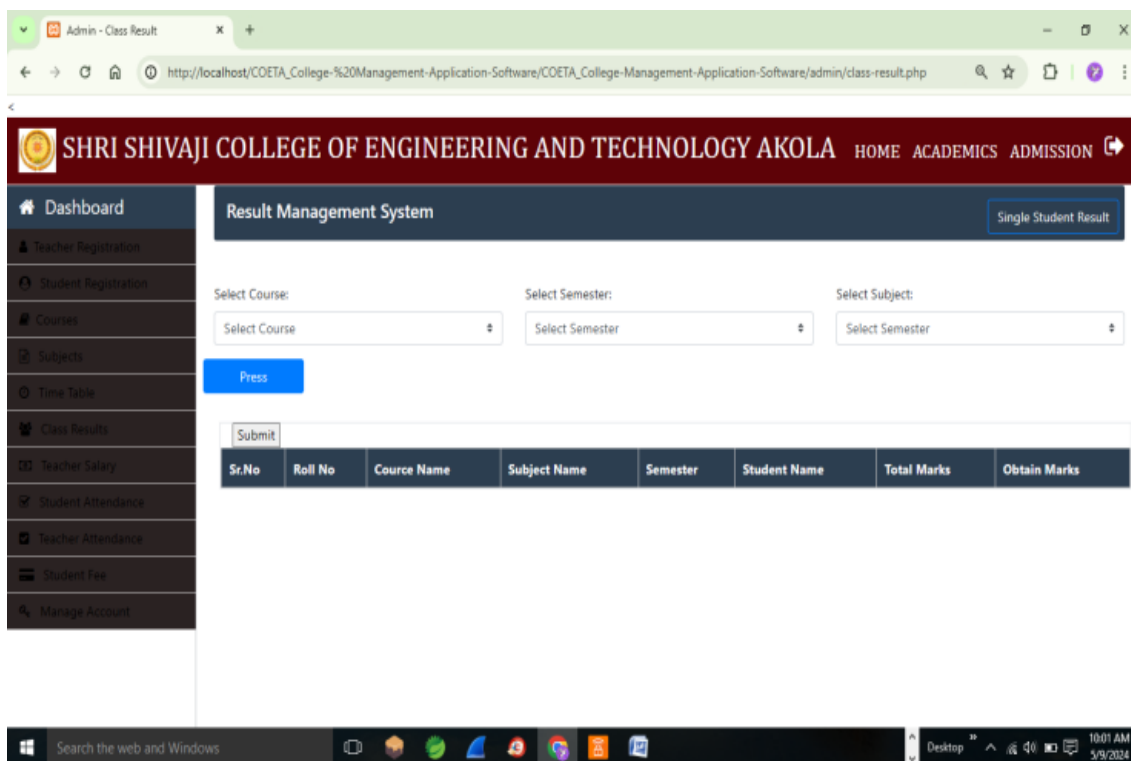 Admin - Class Result
http://localhost/COETA_College-%20Management-Application-Software/COETA_College-Management-Application-Software/admin/class-result.php
<
SHRI SHIVAJI COLLEGE OF ENGINEERING AND TECHNOLOGY AKOLA HOME ACADEMICS ADMISSION
Dashboard
Teacher Registration
Student Registration
Courses
Subjects
Time Table
Class Results
Teacher Salary
Student Attendance
Teacher Attendance
Student Fee
Manage Account
Result Management System
Single Student Result
Select Course: Select Semester: Select Subject:
Select Course Select Semester Select Semester
Press
Submit
Sr.No Roll No Cource Name Subject Name Semester Student Name Total Marks Obtain Marks
Search the web and Windows
Desktop
10:01 AM
5/9/2024